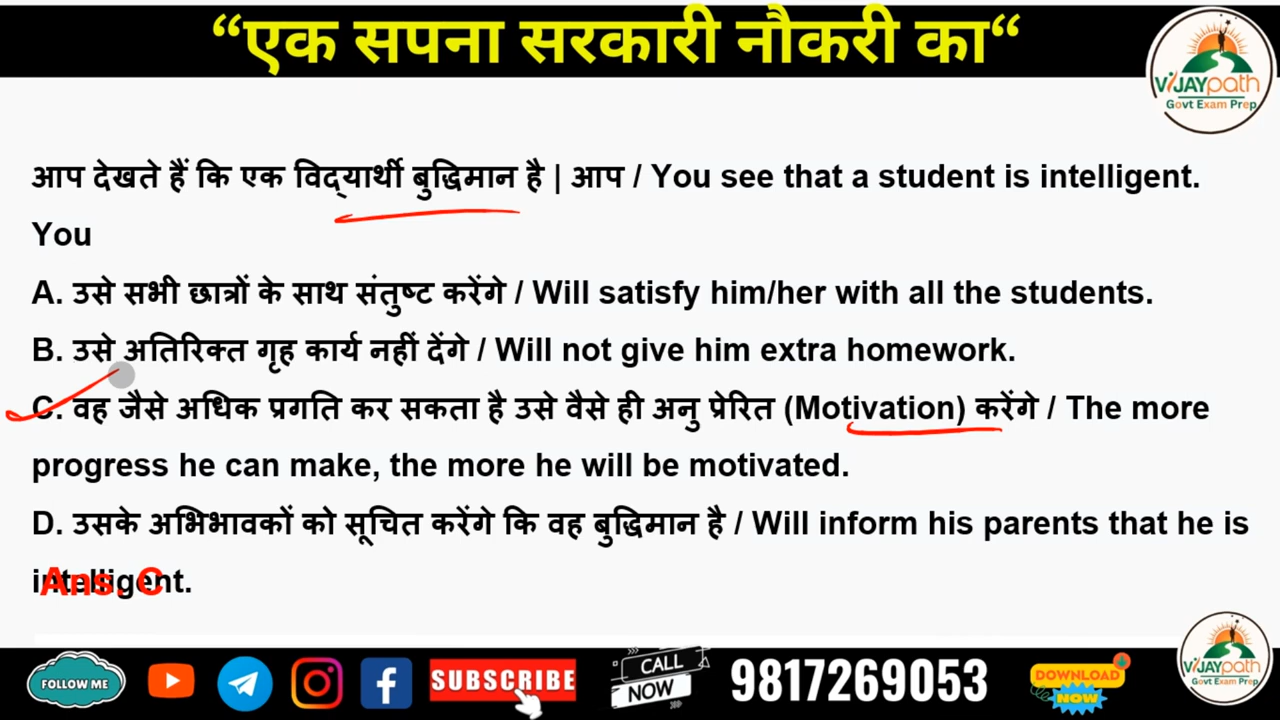 “एक सपना सरकारी नौकरी का“
VIJAYpath
Govt Exam Prep
आप देखते हैं कि एक विद्यार्थी बुद्धिमान है | आप / You see that a student is intelligent.
You
A. उसे सभी छात्रों के साथ संतुष्ट करेंगे / Will satisfy him/her with all the students.
B. उसे अतिरिक्त गृह कार्य नहीं देंगे / Will not give him extra homework.
C. वह जैसे अधिक प्रगति कर सकता है उसे वैसे ही अनु प्रेरित (Motivation) करेंगे / The more
progress he can make, the more he will be motivated.
D. उसके अभिभावकों को सूचित करेंगे कि वह बुद्धिमान है / Will inform his parents that he is
intelligent.
Ans. C
FOLLOW ME
SUBSCRIBE
CALL
NOW
9817269053
DOWNLOAD
NOW
VIJAYpath
Govt Exam Prep